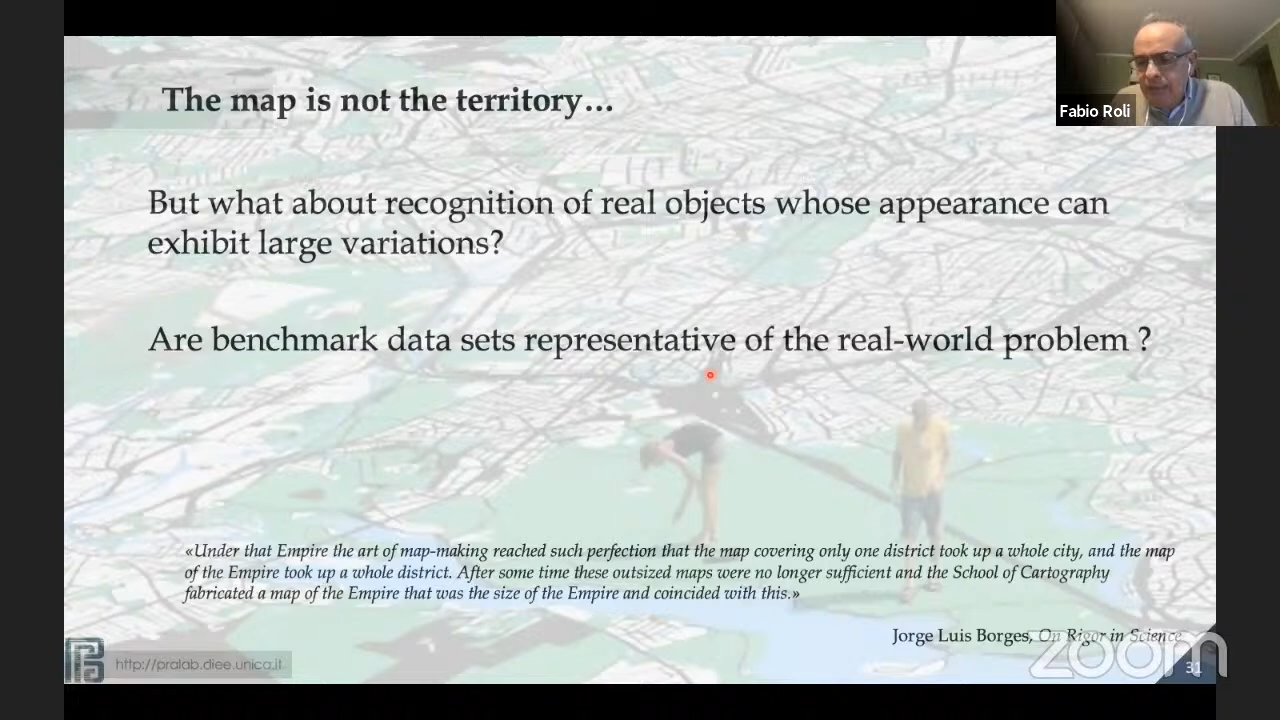 Fabio Roli
The map is not the territory…
But what about recognition of real objects whose appearance can
exhibit large variations?
Are benchmark data sets representative of the real-world problem ?
«Under that Empire the art of map-making reached such perfection that the map covering only one district took up a whole city, and the map
of the Empire took up a whole district. After some time these outsized maps were no longer sufficient and the School of Cartography
fabricated a map of the Empire that was the size of the Empire and coincided with this.»
Jorge Luis Borges, On Rigor in Science
http://pralab.diee.unica.it
zoom
31